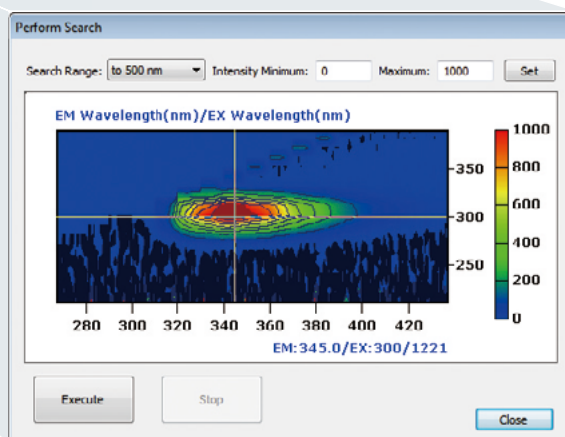 Perform Search
Search Range: to 500 nm Intensity Minimum: 0 Maximum: 1000 Set
EM Wavelength(nm)/EX Wavelength(nm)
1000
800
600
400
200
0
350
300
250
280 300 320 340 360 380 400 420
EM:345.0/EX:300/1221
Execute Stop
Close